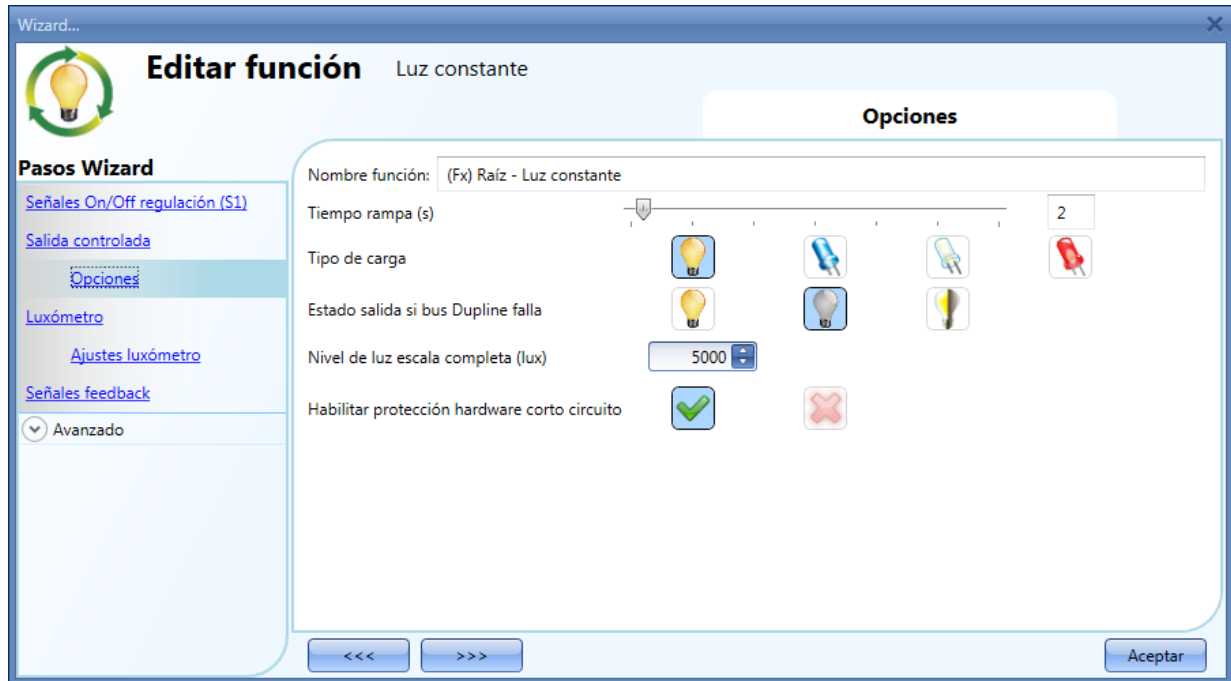 Wizard...
Editar función Luz constante
Opciones
Pasos Wizard
Señales On/Off regulación (S1)
Salida controlada
Opciones
Luxómetro
Ajustes luxómetro
Señales feedback
Avanzado
Nombre función: (Fx) Raíz - Luz constante
Tiempo rampa (s) 2
Tipo de carga
Estado salida si bus Dupline falla
Nivel de luz escala completa (lux) 5000
Habilitar protección hardware corto circuito
<<< >>> Aceptar